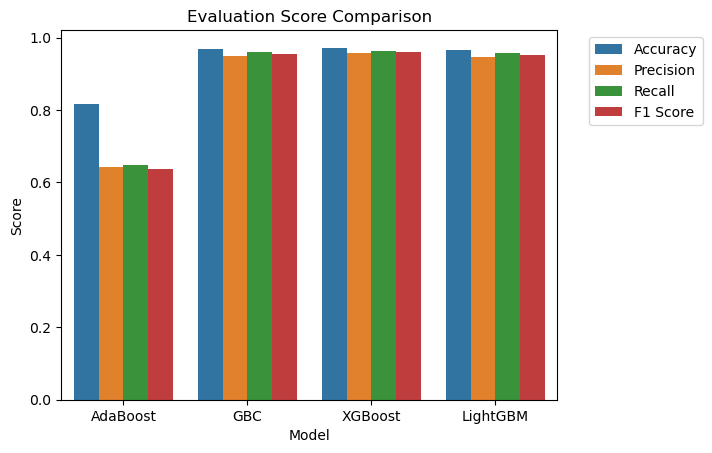 Evaluation Score Comparison
Score
1.0
0.8
0.6
0.4
0.2
0.0
AdaBoost
GBC
XGBoost
LightGBM
Model
Accuracy
Precision
Recall
F1 Score